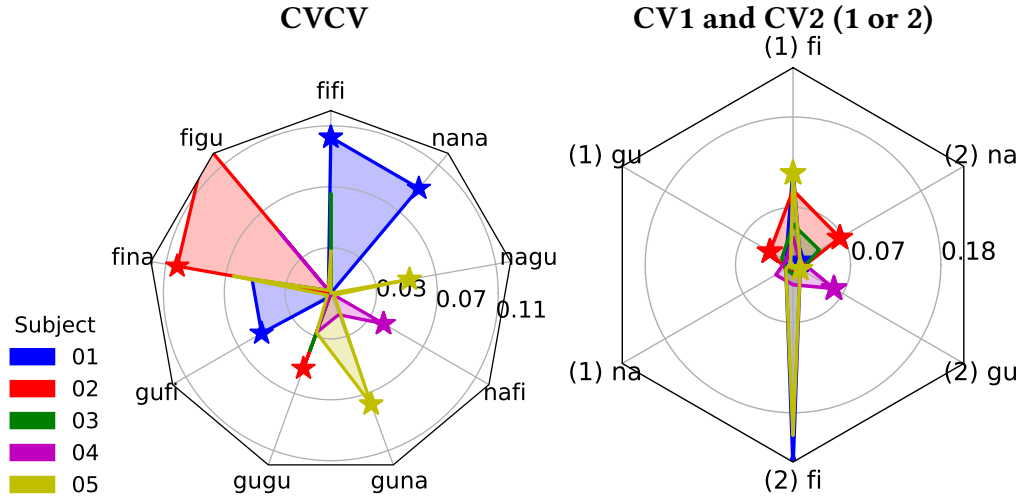 CVCV
CV1 and CV2 (1 or 2)
fifi
nana
nagu
nafi
guna
gugu
gufi
fina
figu
0.03
0.07
0.11
(1) fi
(2) na
(2) gu
(2) fi
(1) na
(1) gu
0.07
0.18
Subject
01
02
03
04
05